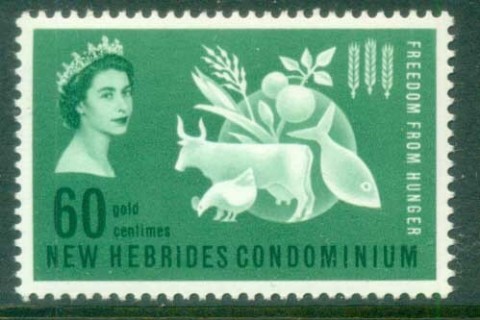 FREEDOM FROM HUNGER
60 gold
centimes
NEW HEBRIDES CONDOMINIUM